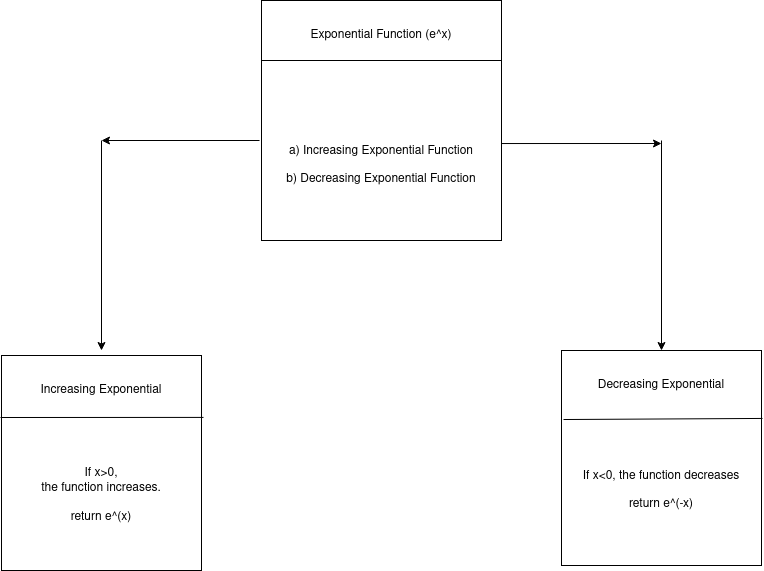 Exponential Function (e^x)
a) Increasing Exponential Function
b) Decreasing Exponential Function
Increasing Exponential
If x>0,
the function increases.
return e^(x)
Decreasing Exponential
If x<0, the function decreases
return e^(-x)